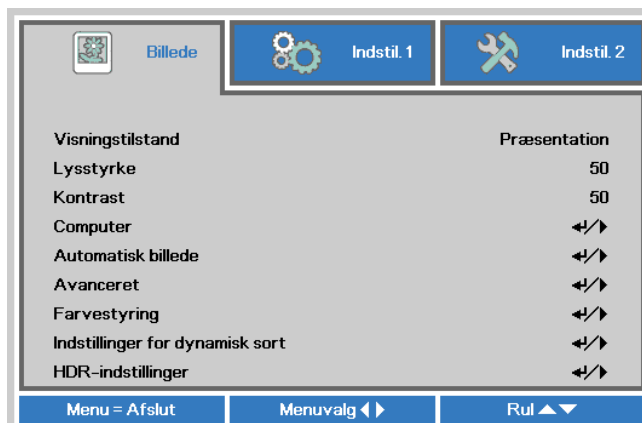 Billede
Indstil. 1
Indstil. 2
Visningstilstand Præsentation
Lysstyrke 50
Kontrast 50
Computer
Automatisk billede
Avanceret
Farvestyring
Indstillinger for dynamisk sort
HDR-indstillinger
Menu = Afslut Menuvalg Rul